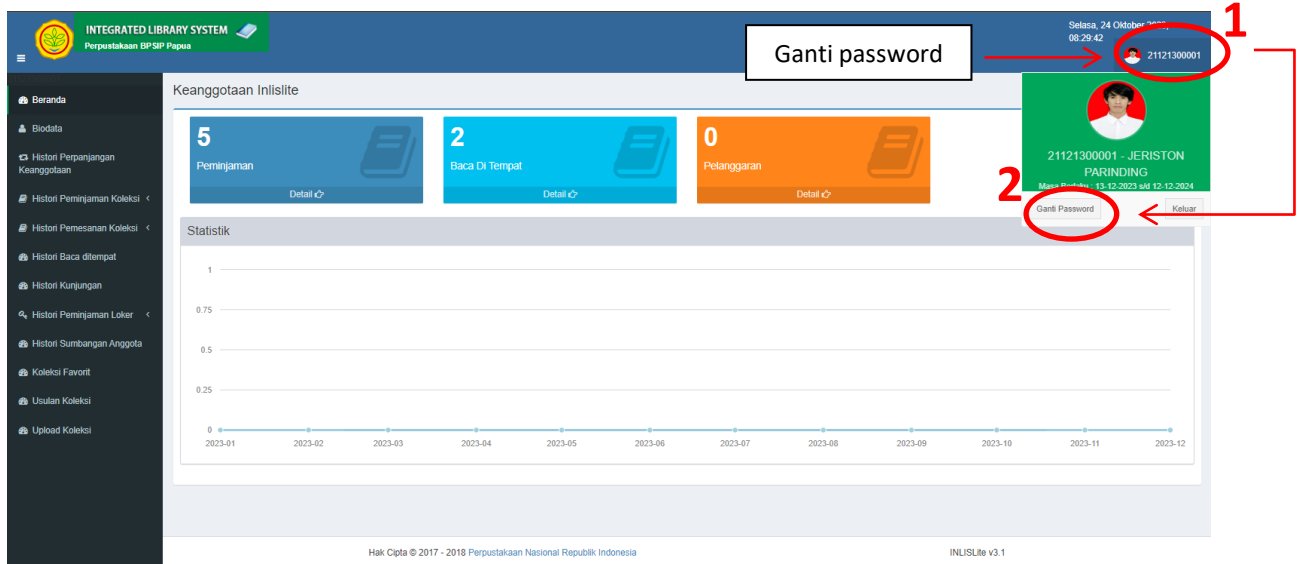 INTEGRATED LIBRARY SYSTEM
Perpustakaan BPSIP Papua
Selasa, 24 Oktober
08:29:42
21121300001
1
Ganti password
Keanggotaan Inlislite
Beranda
Biodata
Histori Perpanjangan
Keanggotaan
Histori Peminjaman Koleksi
Histori Pemesanan Koleksi
Histori Baca ditempat
Histori Kunjungan
Histori Peminjaman Loker
Histori Sumbangan Anggota
Koleksi Favorit
Usulan Koleksi
Upload Koleksi
5
Peminjaman
Detail
2
Baca Di Tempat
Detail
0
Pelanggaran
Detail
21121300001 - JERISTON
PARINDING
Masa Berlaku : 13-12-2023 s/d 12-12-2024
2
Ganti Password
Keluar
Statistik
1
0.75
0.5
0.25
0
2023-01 2023-02 2023-03 2023-04 2023-05 2023-06 2023-07 2023-08 2023-09 2023-10 2023-11 2023-12
Hak Cipta © 2017 - 2018 Perpustakaan Nasional Republik Indonesia
INLISLite v3.1